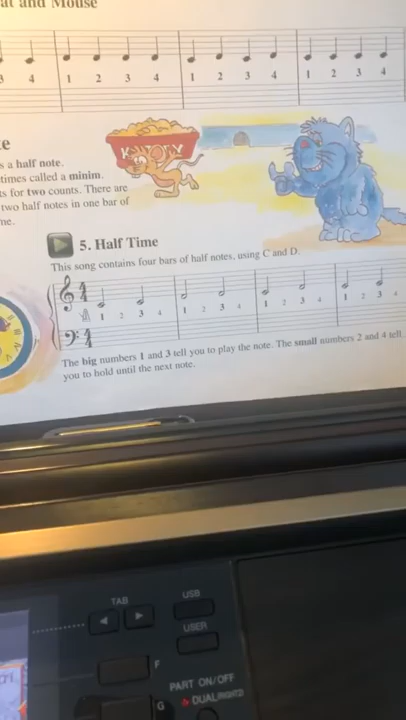 at and Mouse
3 4 1 2 3 4 1 2 3 4 1 2 3 4
te
s a half note.
times called a minim.
ts for two counts. There are
two half notes in one bar of
me.
5. Half Time
This song contains four bars of half notes, using C and D.
1 2 3 4 1 2 3 4 1 2 3 4 1 2 3 4
The big numbers 1 and 3 tell you to play the note. The small numbers 2 and 4 tell
you to hold until the next note.
TAB
USB
USER
F
PART ON/OFF
G
DUAL(RIGHT2)